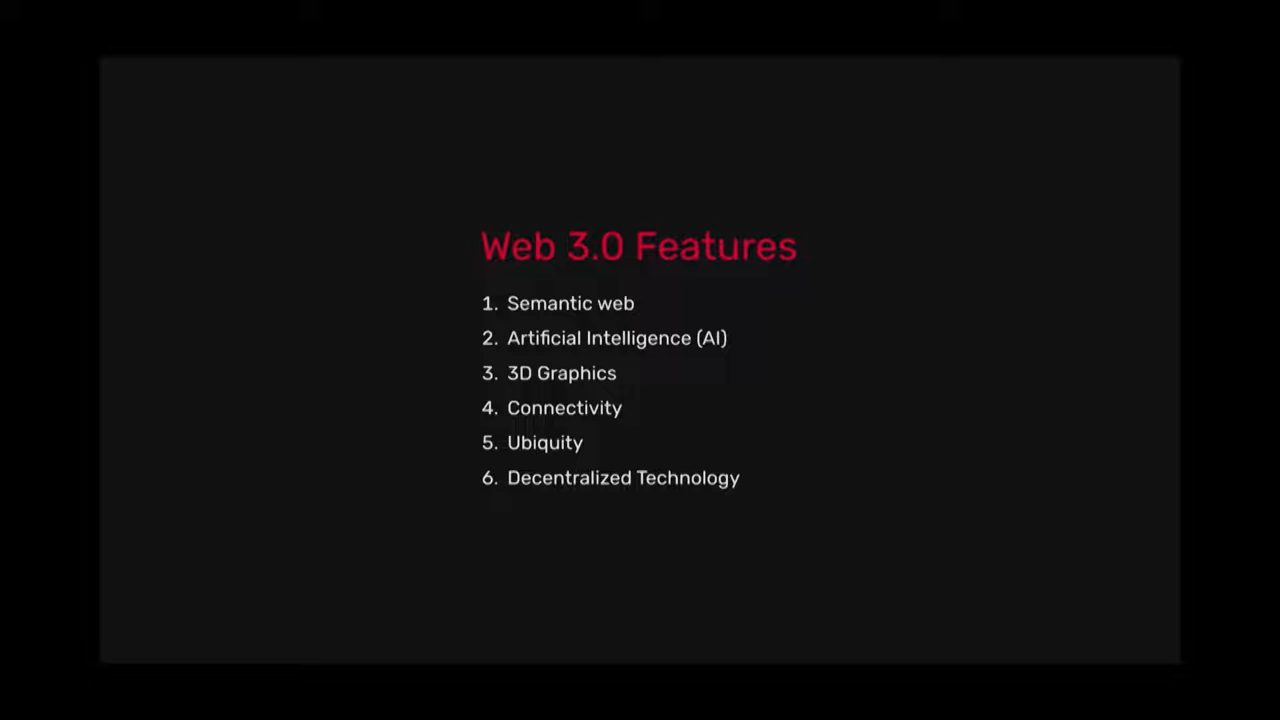 Web 3.0 Features
1. Semantic web
2. Artificial Intelligence (AI)
3. 3D Graphics
4. Connectivity
5. Ubiquity
6. Decentralized Technology